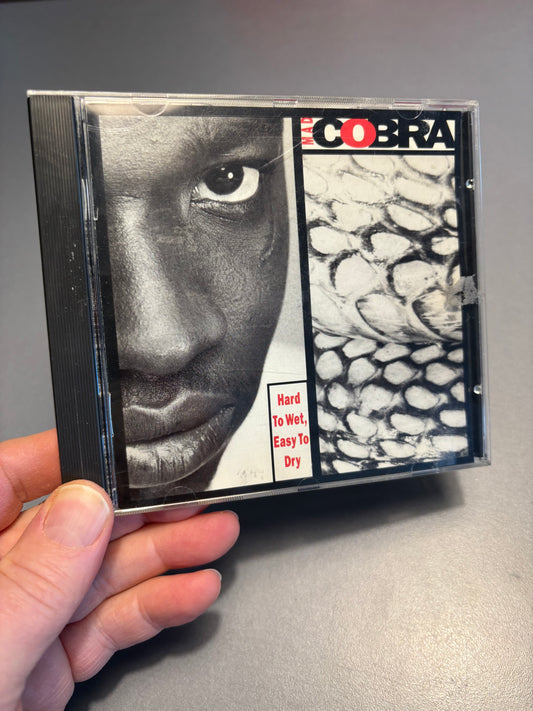 MAD COBRA
Hard
To Wet,
Easy To
Dry